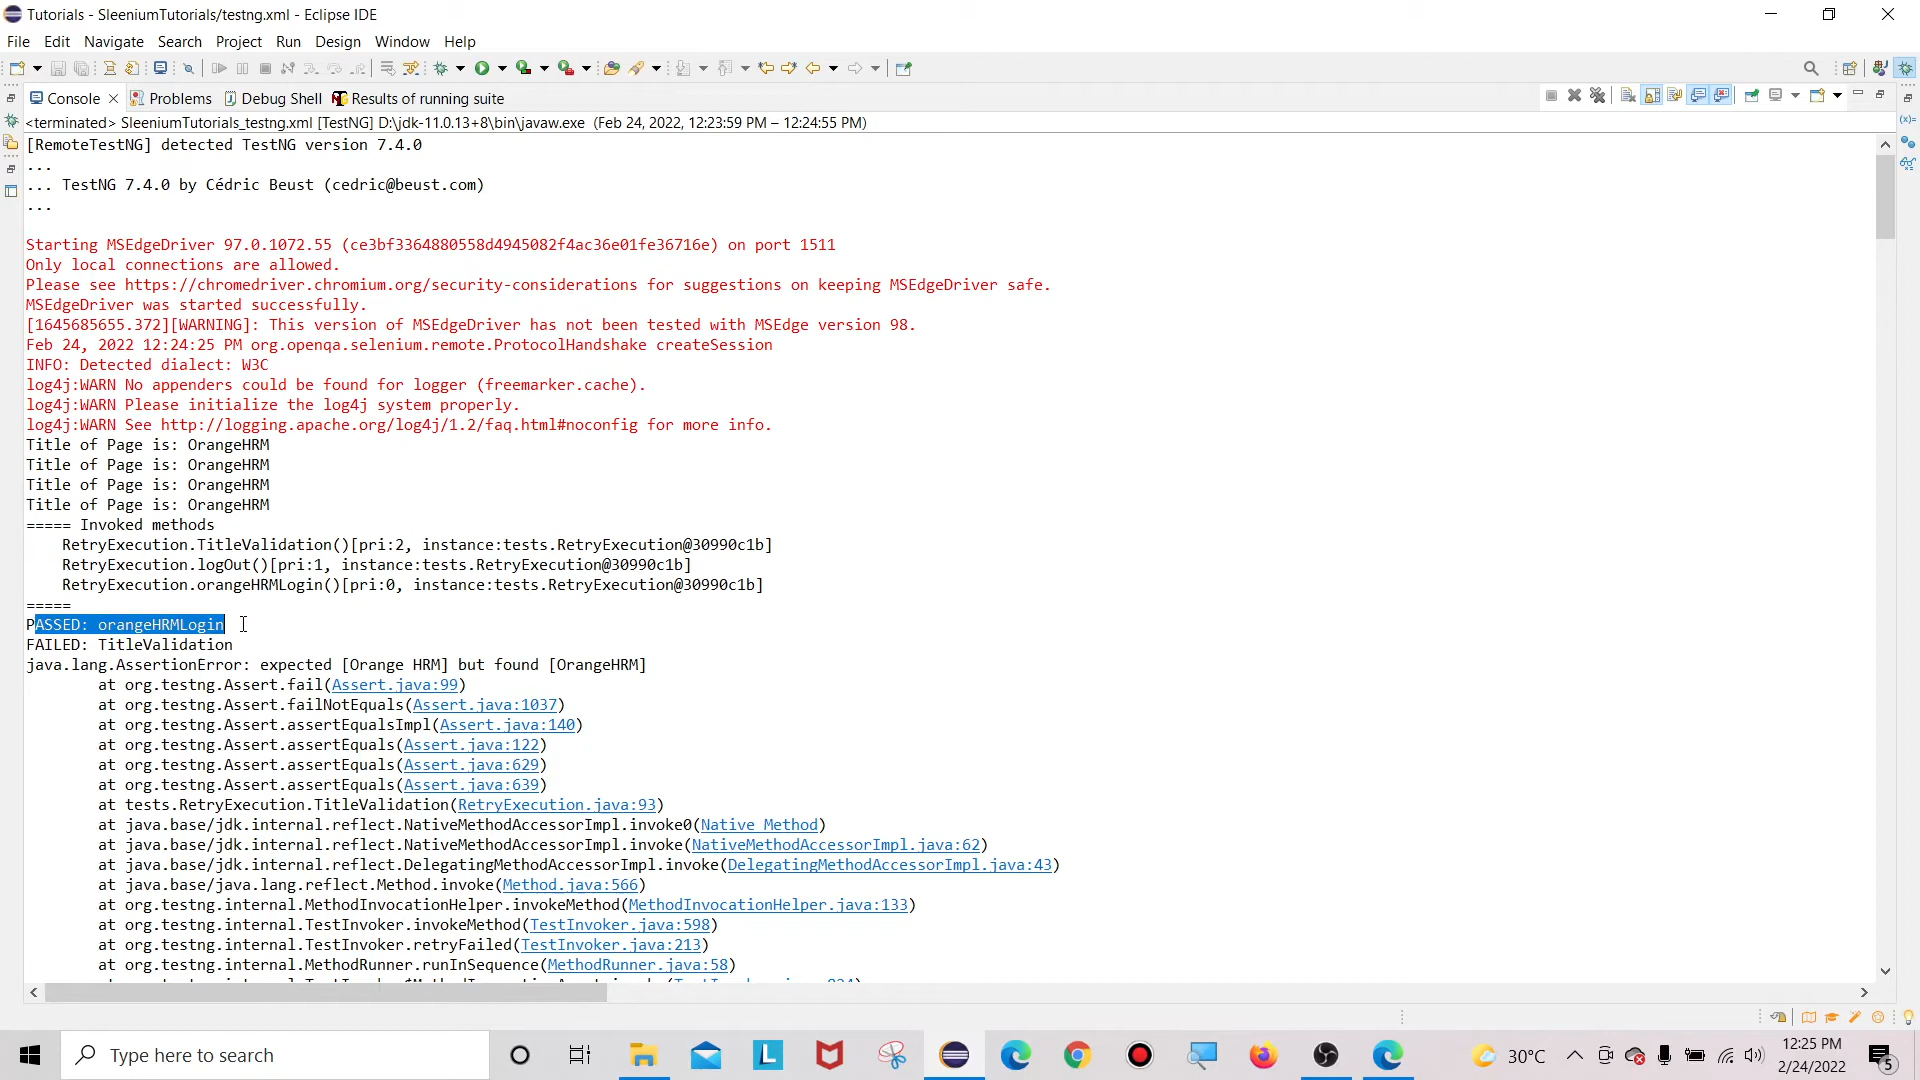 Tutorials - SleeniumTutorials/testng.xml - Eclipse IDE
File Edit Navigate Search Project Run Design Window Help
Console Problems Debug Shell Results of running suite
<terminated> SleeniumTutorials_testng.xml [TestNG] D:\jdk-11.0.13+8\bin\javaw.exe (Feb 24, 2022, 12:23:59 PM – 12:24:55 PM)
[RemoteTestNG] detected TestNG version 7.4.0
...
... TestNG 7.4.0 by Cédric Beust (cedric@beust.com)
...
Starting MSEdgeDriver 97.0.1072.55 (ce3bf3364880558d4945082f4ac36e01fe36716e) on port 1511
Only local connections are allowed.
Please see https://chromedriver.chromium.org/security-considerations for suggestions on keeping MSEdgeDriver safe.
MSEdgeDriver was started successfully.
[1645685655.372][WARNING]: This version of MSEdgeDriver has not been tested with MSEdge version 98.
Feb 24, 2022 12:24:25 PM org.openqa.selenium.remote.ProtocolHandshake createSession
INFO: Detected dialect: W3C
log4j:WARN No appenders could be found for logger (freemarker.cache).
log4j:WARN Please initialize the log4j system properly.
log4j:WARN See http://logging.apache.org/log4j/1.2/faq.html#noconfig for more info.
Title of Page is: OrangeHRM
Title of Page is: OrangeHRM
Title of Page is: OrangeHRM
Title of Page is: OrangeHRM
===== Invoked methods
RetryExecution.TitleValidation()[pri:2, instance:tests.RetryExecution@30990c1b]
RetryExecution.logOut()[pri:1, instance:tests.RetryExecution@30990c1b]
RetryExecution.orangeHRMLogin()[pri:0, instance:tests.RetryExecution@30990c1b]
=====
PASSED: orangeHRMLogin
FAILED: TitleValidation
java.lang.AssertionError: expected [Orange HRM] but found [OrangeHRM]
at org.testng.Assert.fail(Assert.java:99)
at org.testng.Assert.failNotEquals(Assert.java:1037)
at org.testng.Assert.assertEqualsImpl(Assert.java:140)
at org.testng.Assert.assertEquals(Assert.java:122)
at org.testng.Assert.assertEquals(Assert.java:629)
at org.testng.Assert.assertEquals(Assert.java:639)
at tests.RetryExecution.TitleValidation(RetryExecution.java:93)
at java.base/jdk.internal.reflect.NativeMethodAccessorImpl.invoke0(Native Method)
at java.base/jdk.internal.reflect.NativeMethodAccessorImpl.invoke(NativeMethodAccessorImpl.java:62)
at java.base/jdk.internal.reflect.DelegatingMethodAccessorImpl.invoke(DelegatingMethodAccessorImpl.java:43)
at java.base/java.lang.reflect.Method.invoke(Method.java:566)
at org.testng.internal.MethodInvocationHelper.invokeMethod(MethodInvocationHelper.java:133)
at org.testng.internal.TestInvoker.invokeMethod(TestInvoker.java:598)
at org.testng.internal.TestInvoker.retryFailed(TestInvoker.java:213)
at org.testng.internal.MethodRunner.runInSequence(MethodRunner.java:58)
Type here to search
30°C
12:25 PM
2/24/2022
5